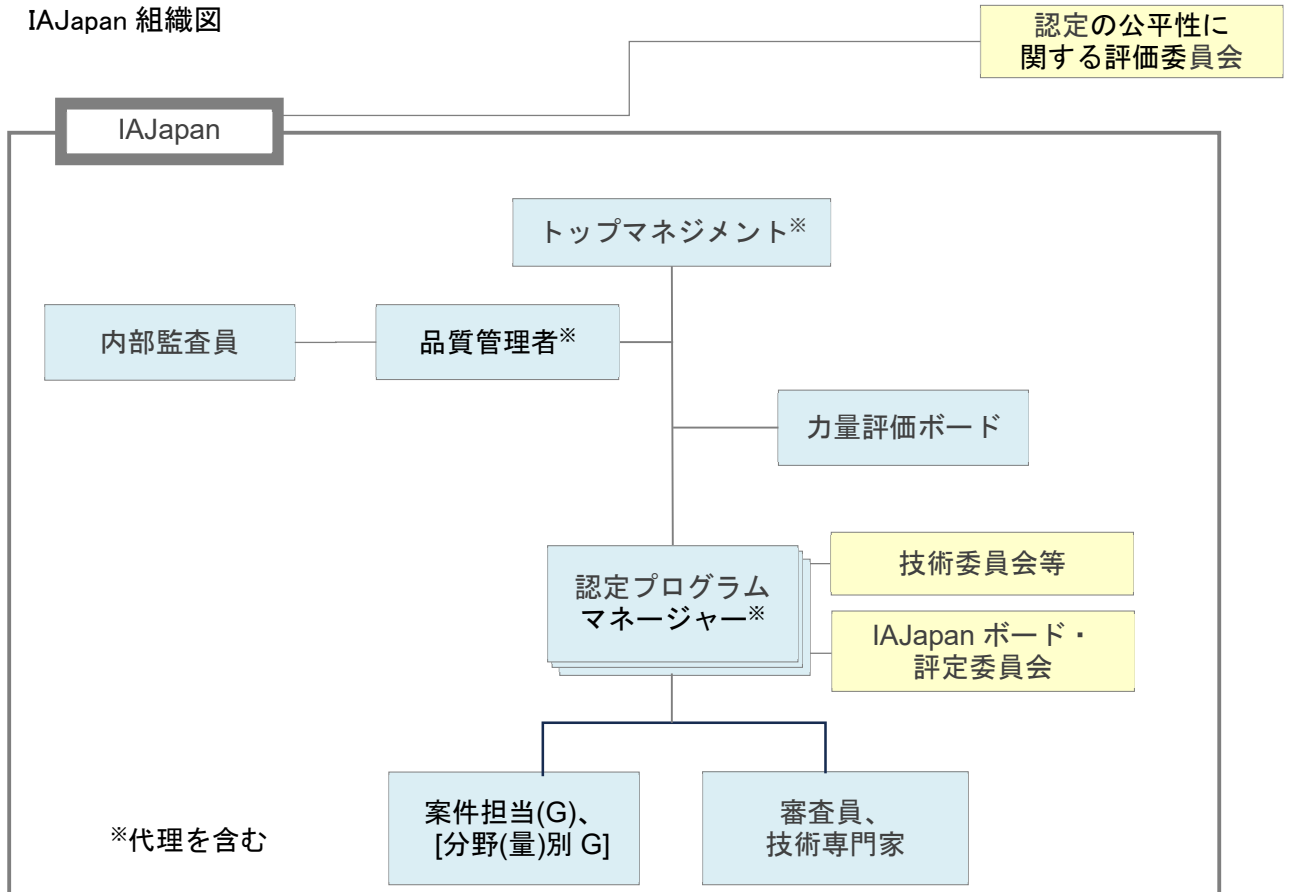 IAJapan 組織図
認定の公平性に
関する評価委員会
IAJapan
トップマネジメント※
内部監査員
品質管理者※
力量評価ボード
認定プログラム
マネージャー※
技術委員会等
IAJapan ボード・
評定委員会
案件担当(G)、
[分野(量)別 G]
審査員、
技術専門家
※代理を含む